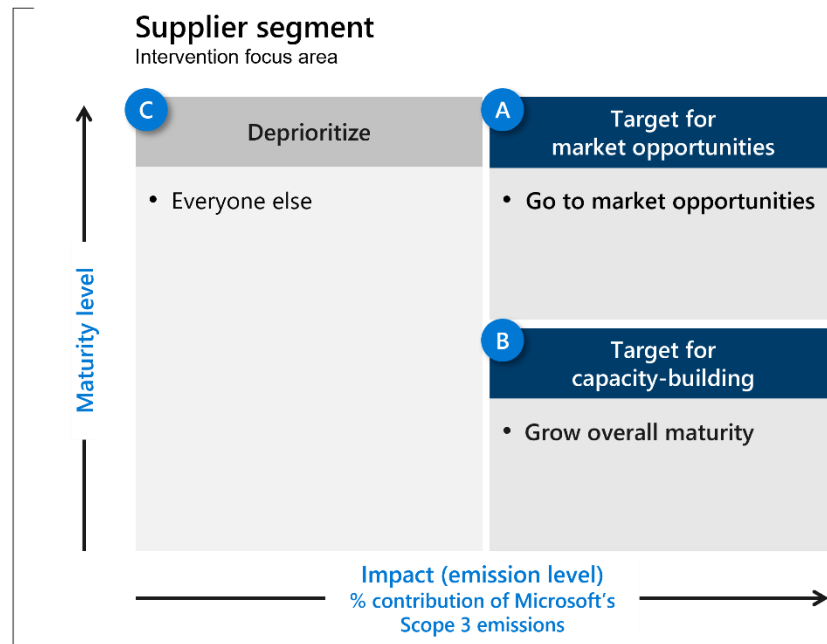 Supplier segment
Intervention focus area
C
Deprioritize
• Everyone else
A
Target for
market opportunities
• Go to market opportunities
B
Target for
capacity-building
• Grow overall maturity
Maturity level
Impact (emission level)
% contribution of Microsoft's
Scope 3 emissions